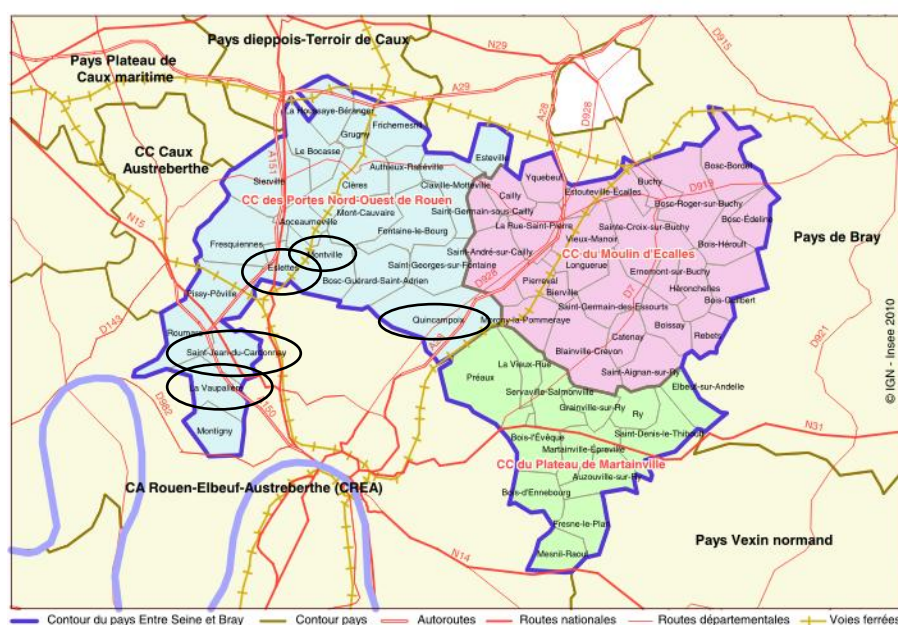 Pays dieppois-Terroir de Caux
N29
D915
Pays Plateau de
Caux maritime
A29
A28
D928
La Houssaye-Béranger
Frichemesnil
Grugny
CC Caux
Austreberthe
A151
Le Bocasse
Esteville
Bosc-Bordel
Authieux-Ratiéville
Yquebeuf
Buchy
Sierville
Clères
Claville-Motteville
Cailly
Estouteville-Ecalles
D919
CC des Portes Nord-Ouest de Rouen
Bosc-Roger-sur-Buchy
Mont-Cauvaire
Saint-Germain-sous-Cailly
N15
Anceaumeville
La Rue-Saint-Pierre
Sainte-Croix-sur-Buchy
Bosc-Édeline
Fontaine-le-Bourg
Vieux-Manoir
Pays de Bray
Fresquiennes
Montville
Saint-André-sur-Cailly
CC du Moulin d'Ecalles
Bois-Héroult
Eslettes
Saint-Georges-sur-Fontaine
Longuerue
Ernemont-sur-Buchy
Bosc-Guérard-Saint-Adrien
D928
Pierreval
D7
Héronchelles
Pissy-Pôville
Bierville
Bois-Guilbert
Saint-Germain-des-Essourts
D143
Quincampoix
Morgny-la-Pommeraye
Boissay
Roumare
Catenay
Rebets
D921
Saint-Jean-du-Cardonnay
Blainville-Crevon
La Vieux-Rue
Saint-Aignan-sur-Ry
Préaux
La Vaupalière
Elbeuf-sur-Andelle
Servaville-Salmonville
D982
A150
Grainville-sur-Ry
Ry
Montigny
Bois-l'Évêque
Saint-Denis-le-Thiboult
N31
Martainville-Épreville
CC du Plateau de Martainville
Auzouville-sur-Ry
CA Rouen-Elbeuf-Austreberthe (CREA)
Bois-d'Ennebourg
Fresne-le-Plan
Pays Vexin normand
N14
Mesnil-Raoul
© IGN - Insee 2010
Contour du pays Entre Seine et Bray
Contour pays
Autoroutes
Routes nationales
Routes départementales
Voies ferrées